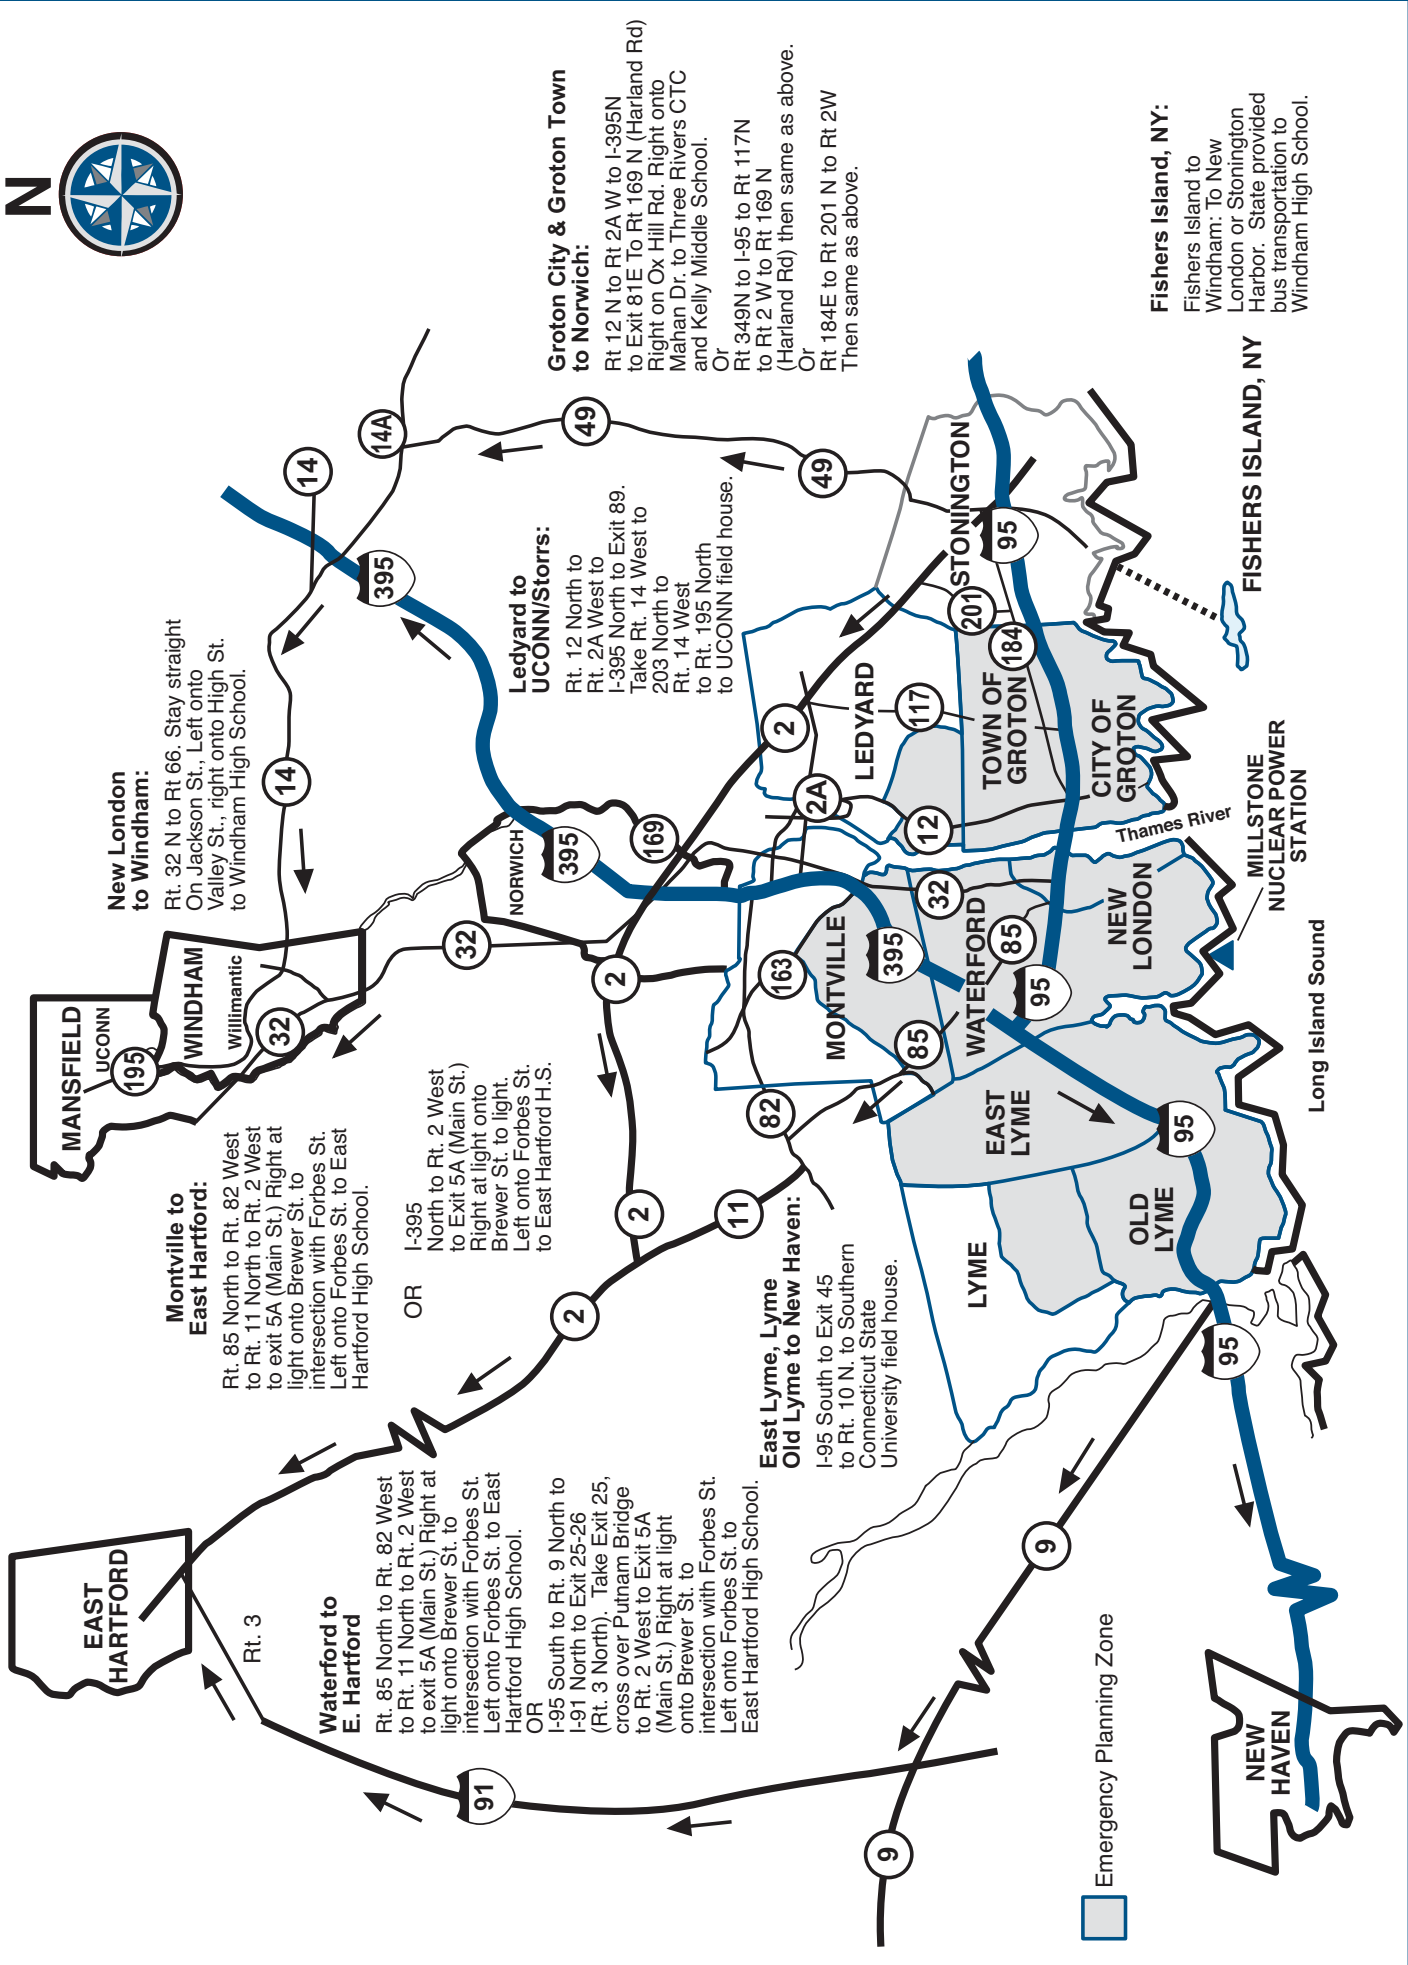 N
New London
to Windham:
Rt. 32 N to Rt 66. Stay straight
On Jackson St., Left onto
Valley St., right onto High St.
to Windham High School.
Groton City & Groton Town
to Norwich:
Rt 12 N to Rt 2A W to I-395N
to Exit 81E To Rt 169 N (Harland Rd)
Right on Ox Hill Rd. Right onto
Mahan Dr. to Three Rivers CTC
and Kelly Middle School.
Or
Rt 349N to I-95 to Rt 117N
to Rt 2 W to Rt 169 N
(Harland Rd) then same as above.
Or
Rt 184E to Rt 201 N to Rt 2W
Then same as above.
Ledyard to
UCONN/Storrs:
Rt. 12 North to
Rt. 2A West to
I-395 North to Exit 89.
Take Rt. 14 West to
203 North to
Rt. 14 West
to Rt. 195 North
to UCONN field house.
Fishers Island, NY:
Fishers Island to
Windham: To New
London or Stonington
Harbor. State provided
bus transportation to
Windham High School.
Montville to
East Hartford:
Rt. 85 North to Rt. 82 West
to Rt. 11 North to Rt. 2 West
to exit 5A (Main St.) Right at
light onto Brewer St. to
intersection with Forbes St.
Left onto Forbes St. to East
Hartford High School.
OR
I-395
North to Rt. 2 West
to Exit 5A (Main St.)
Right at light onto
Brewer St. to light.
Left onto Forbes St.
to East Hartford H.S.
Waterford to
E. Hartford
Rt. 85 North to Rt. 82 West
to Rt. 11 North to Rt. 2 West
to exit 5A (Main St.) Right at
light onto Brewer St. to
intersection with Forbes St.
Left onto Forbes St. to East
Hartford High School.
OR
I-95 South to Rt. 9 North to
I-91 North to Exit 25-26
(Rt. 3 North). Take Exit 25,
cross over Putnam Bridge
to Rt. 2 West to Exit 5A
(Main St.) Right at light
onto Brewer St. to
intersection with Forbes St.
Left onto Forbes St. to
East Hartford High School.
East Lyme, Lyme
Old Lyme to New Haven:
I-95 South to Exit 45
to Rt. 10 N. to Southern
Connecticut State
University field house.
EAST
HARTFORD
Rt. 3
91
9
9
2
2
2
2
11
MANSFIELD
UCONN
195
WINDHAM
Willimantic
32
32
14
14
14A
395
49
49
NORWICH
395
169
82
163
2A
LEDYARD
117
12
201
184
STONINGTON
95
TOWN OF
GROTON
CITY OF
GROTON
Thames River
MONTVILLE
395
32
85
85
WATERFORD
95
NEW
LONDON
EAST
LYME
95
OLD
LYME
LYME
95
MILLSTONE
NUCLEAR POWER
STATION
Long Island Sound
FISHERS ISLAND, NY
NEW
HAVEN
Emergency Planning Zone